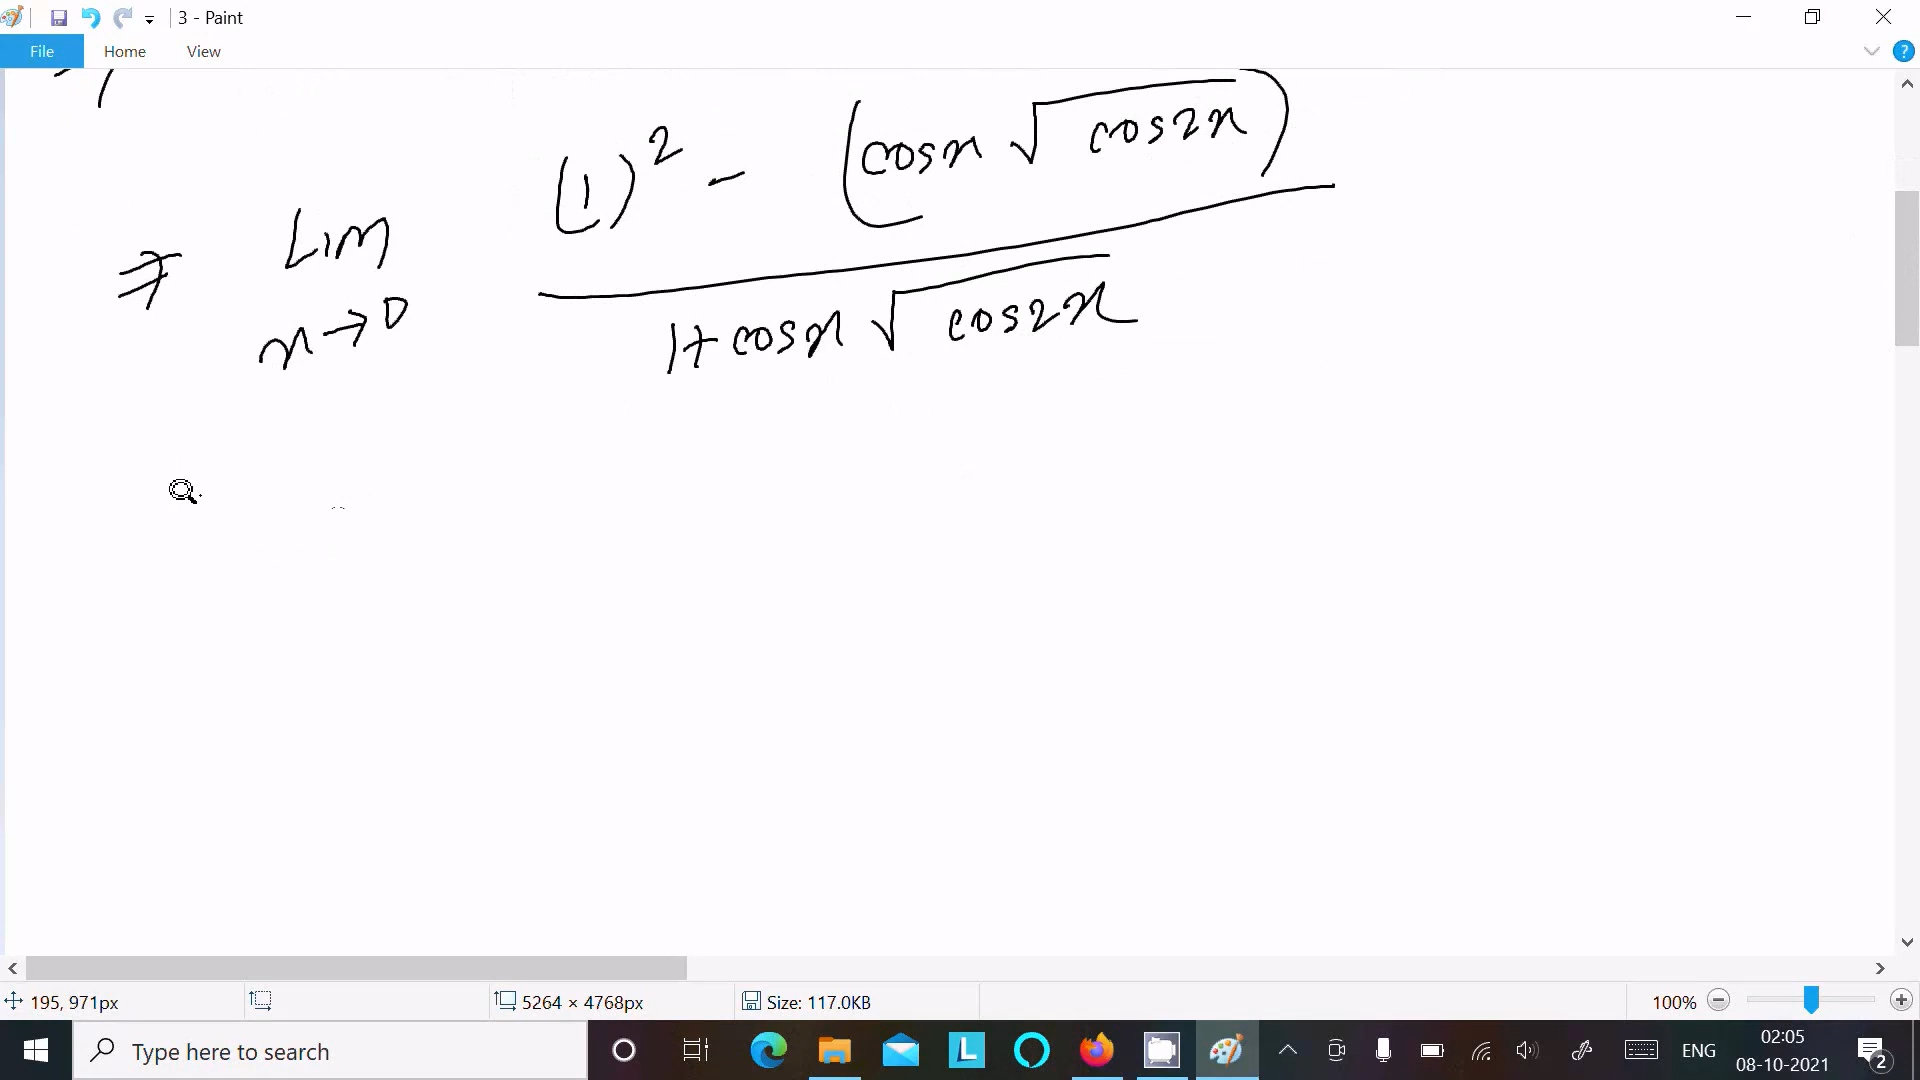 3 - Paint
File Home View
(1)² - (cosx √cos2x)
⇒ Lim
x→0
1+cosx √cos2x
195, 971px 5264 × 4768px Size: 117.0KB 100%
Type here to search ENG 02:05
08-10-2021 2